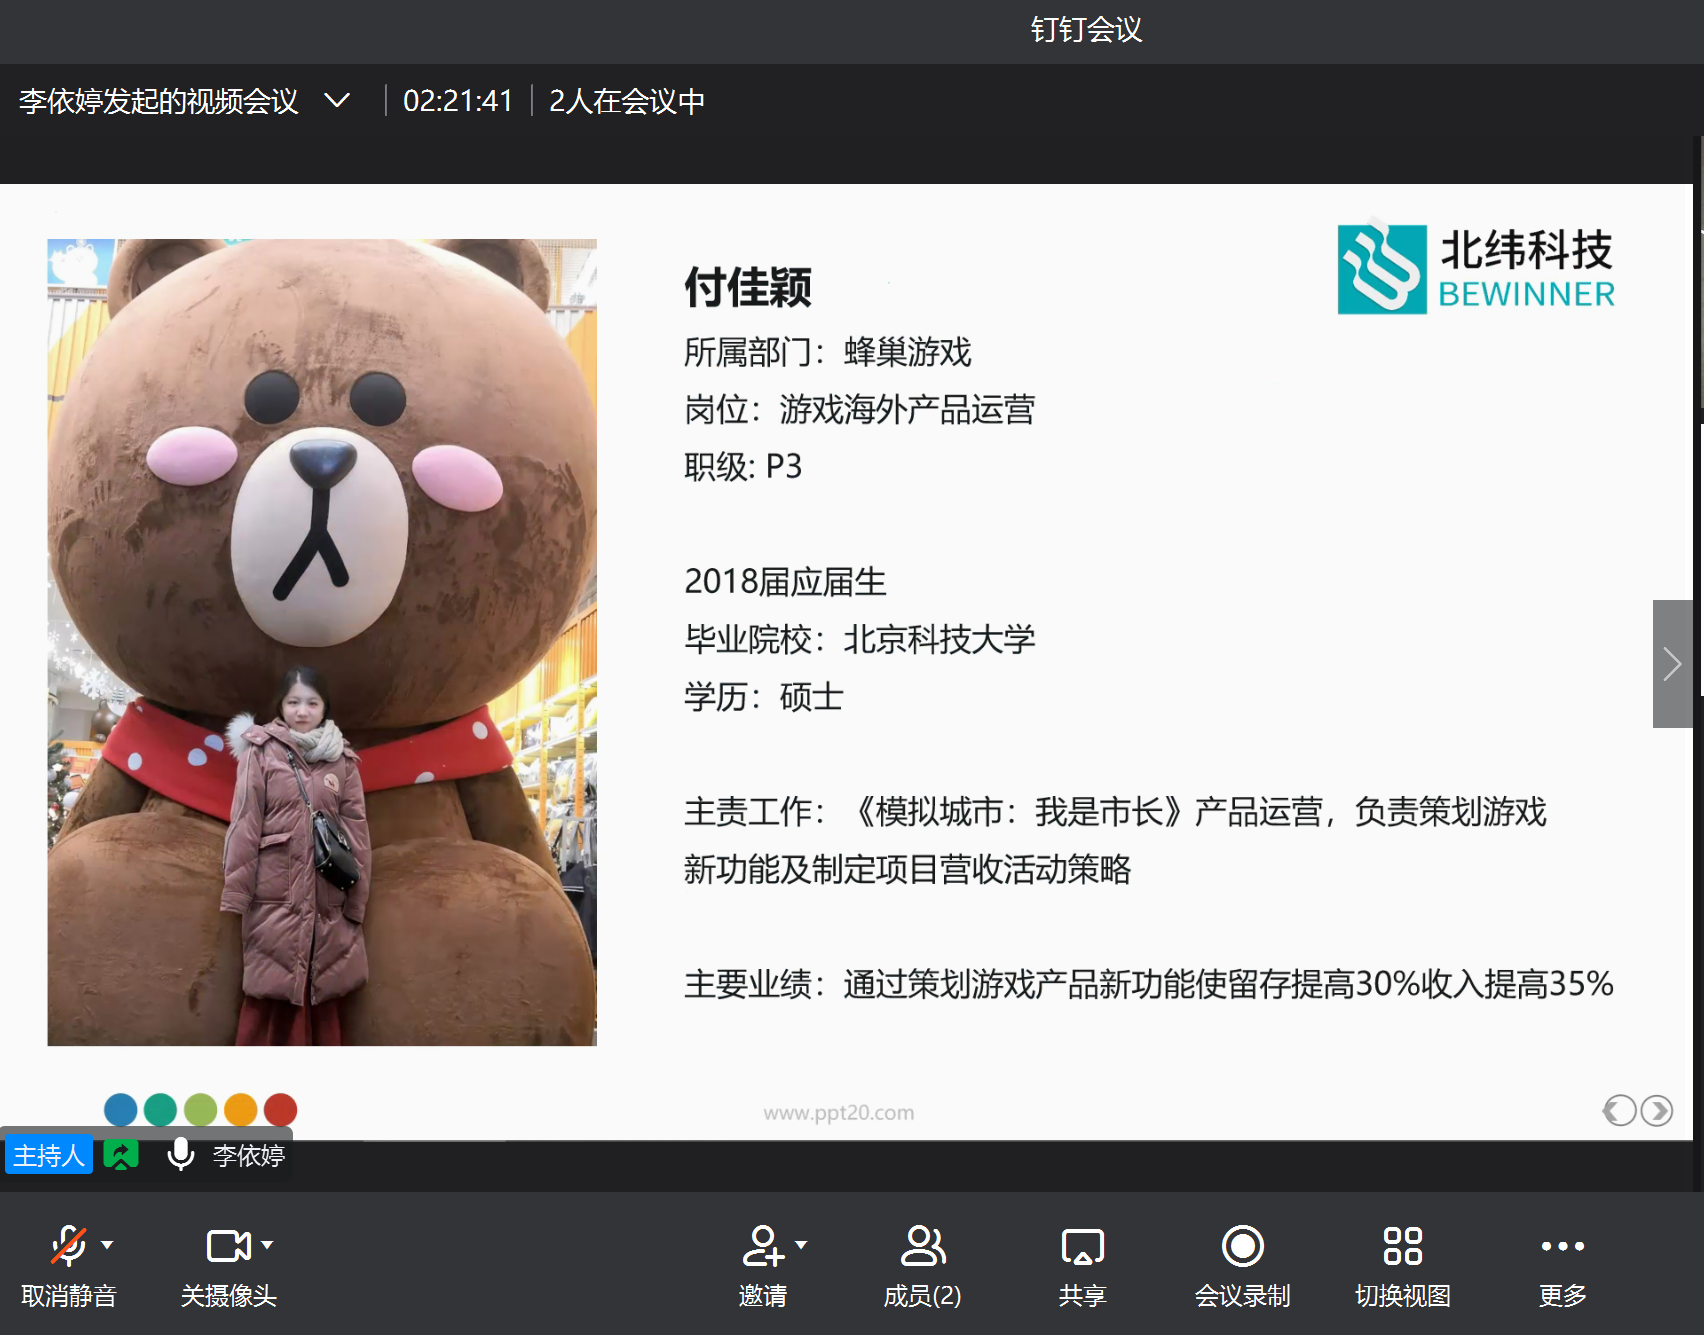 钉钉会议
李依婷发起的视频会议 02:21:41 2人在会议中
北纬科技
BEWINNER
付佳颖
所属部门：蜂巢游戏
岗位：游戏海外产品运营
职级: P3
2018届应届生
毕业院校：北京科技大学
学历：硕士
主责工作：《模拟城市：我是市长》产品运营，负责策划游戏
新功能及制定项目营收活动策略
主要业绩：通过策划游戏产品新功能使留存提高30%收入提高35%
www.ppt20.com
主持人 李依婷
取消静音 关摄像头 邀请 成员(2) 共享 会议录制 切换视图 更多